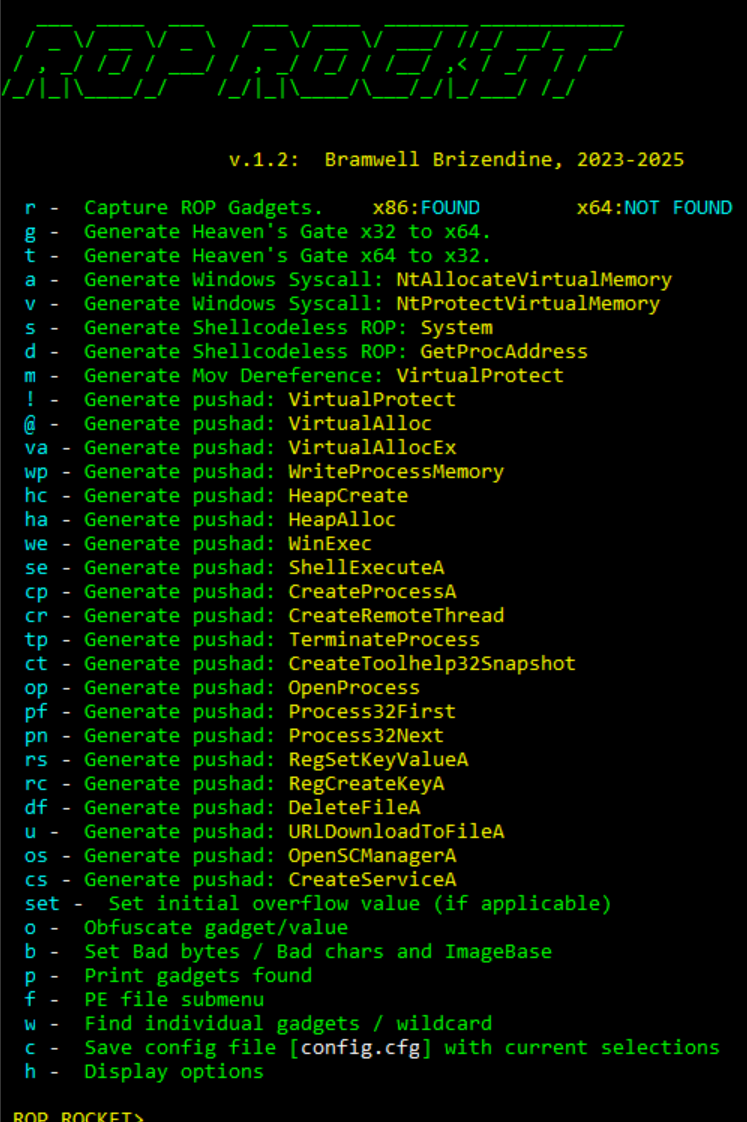 ROP ROCKET
v.1.2: Bramwell Brizendine, 2023-2025
r - Capture ROP Gadgets. x86:FOUND x64:NOT FOUND
g - Generate Heaven's Gate x32 to x64.
t - Generate Heaven's Gate x64 to x32.
a - Generate Windows Syscall: NtAllocateVirtualMemory
v - Generate Windows Syscall: NtProtectVirtualMemory
s - Generate Shellcodeless ROP: System
d - Generate Shellcodeless ROP: GetProcAddress
m - Generate Mov Dereference: VirtualProtect
! - Generate pushad: VirtualProtect
@ - Generate pushad: VirtualAlloc
va - Generate pushad: VirtualAllocEx
wp - Generate pushad: WriteProcessMemory
hc - Generate pushad: HeapCreate
ha - Generate pushad: HeapAlloc
we - Generate pushad: WinExec
se - Generate pushad: ShellExecuteA
cp - Generate pushad: CreateProcessA
cr - Generate pushad: CreateRemoteThread
tp - Generate pushad: TerminateProcess
ct - Generate pushad: CreateToolhelp32Snapshot
op - Generate pushad: OpenProcess
pf - Generate pushad: Process32First
pn - Generate pushad: Process32Next
rs - Generate pushad: RegSetKeyValueA
rc - Generate pushad: RegCreateKeyA
df - Generate pushad: DeleteFileA
u - Generate pushad: URLDownloadToFileA
os - Generate pushad: OpenSCManagerA
cs - Generate pushad: CreateServiceA
set - Set initial overflow value (if applicable)
o - Obfuscate gadget/value
b - Set Bad bytes / Bad chars and ImageBase
p - Print gadgets found
f - PE file submenu
w - Find individual gadgets / wildcard
c - Save config file [config.cfg] with current selections
h - Display options
ROP ROCKET>